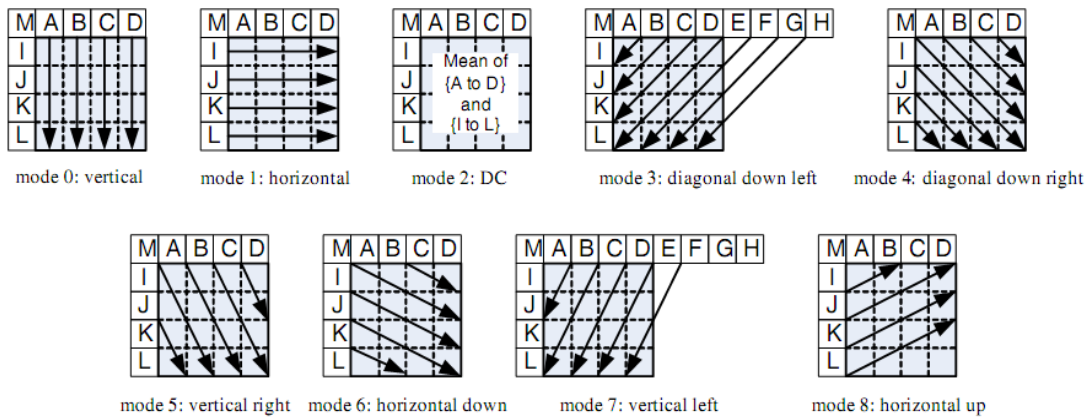 M A B C D
I
J
K
L
mode 0: vertical
M A B C D
I
J
K
L
mode 1: horizontal
M A B C D
I
J
K
L
Mean of
{A to D}
and
{I to L}
mode 2: DC
M A B C D E F G H
I
J
K
L
mode 3: diagonal down left
M A B C D
I
J
K
L
mode 4: diagonal down right
M A B C D
I
J
K
L
mode 5: vertical right
M A B C D
I
J
K
L
mode 6: horizontal down
M A B C D E F G H
I
J
K
L
mode 7: vertical left
M A B C D
I
J
K
L
mode 8: horizontal up